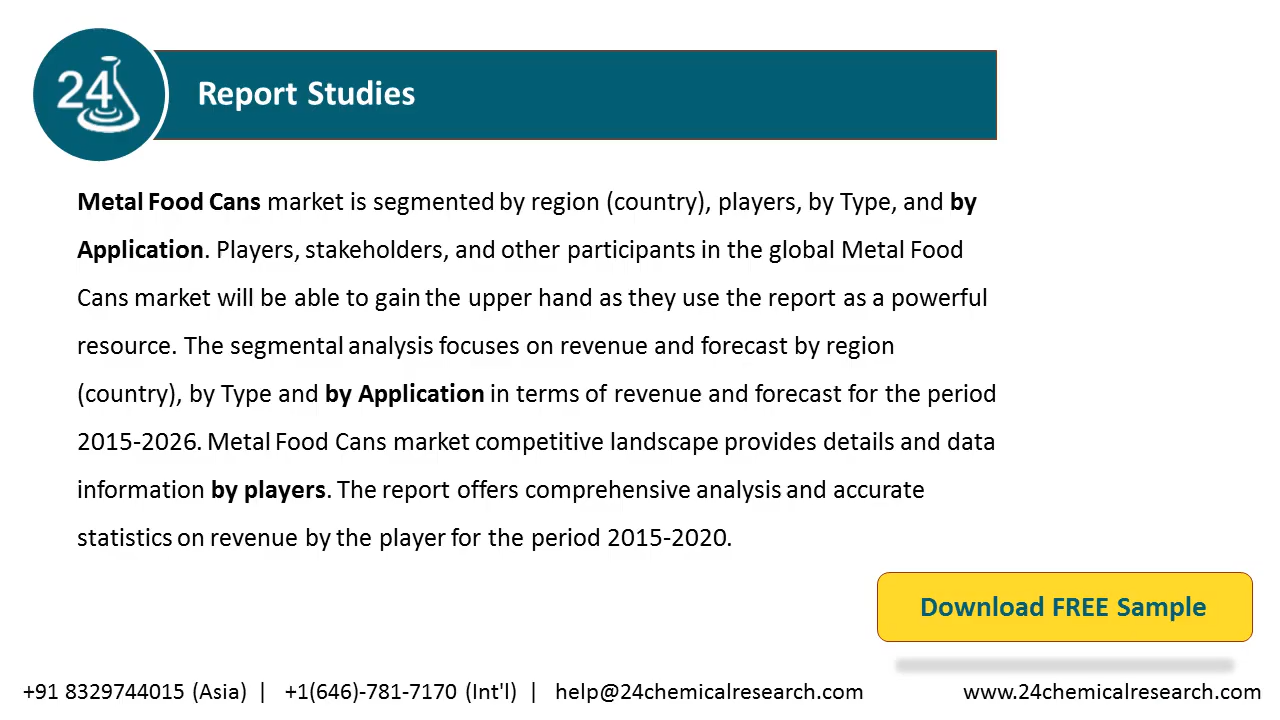 24
Report Studies
Metal Food Cans market is segmented by region (country), players, by Type, and by
Application. Players, stakeholders, and other participants in the global Metal Food
Cans market will be able to gain the upper hand as they use the report as a powerful
resource. The segmental analysis focuses on revenue and forecast by region
(country), by Type and by Application in terms of revenue and forecast for the period
2015-2026. Metal Food Cans market competitive landscape provides details and data
information by players. The report offers comprehensive analysis and accurate
statistics on revenue by the player for the period 2015-2020.
Download FREE Sample
+91 8329744015 (Asia) | +1(646)-781-7170 (Int'l) | help@24chemicalresearch.com www.24chemicalresearch.com